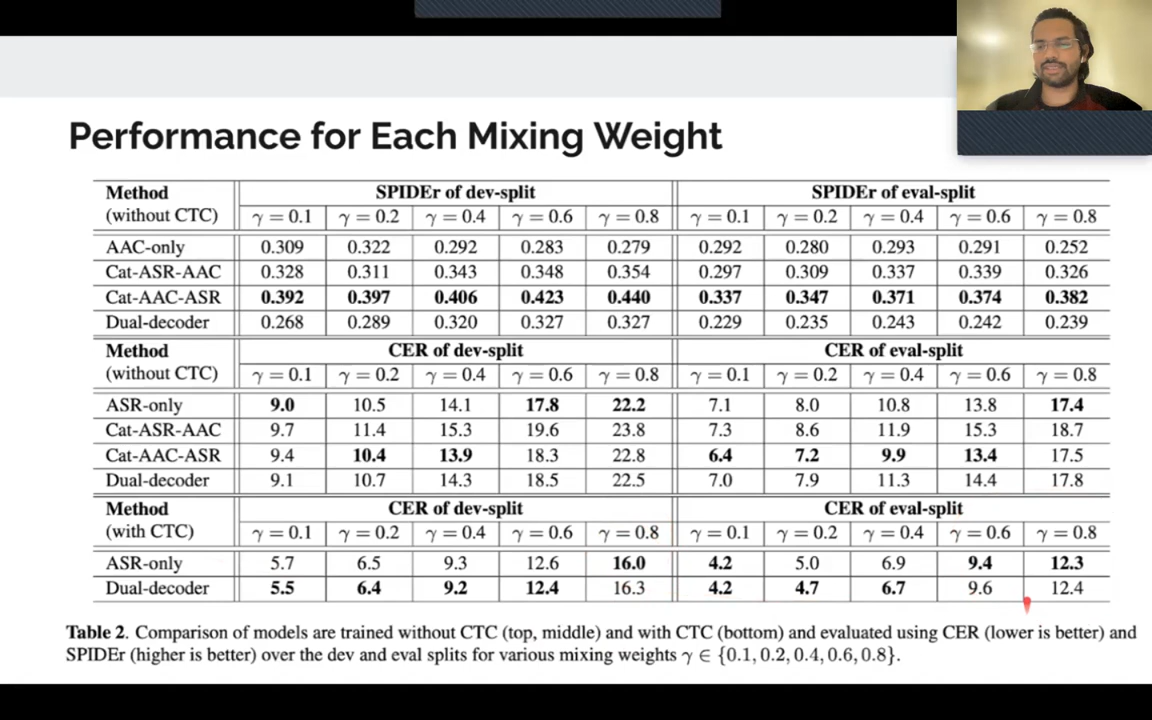 Performance for Each Mixing Weight
Method SPIDEr of dev-split SPIDEr of eval-split
(without CTC) γ = 0.1 γ = 0.2 γ = 0.4 γ = 0.6 γ = 0.8 γ = 0.1 γ = 0.2 γ = 0.4 γ = 0.6 γ = 0.8
AAC-only 0.309 0.322 0.292 0.283 0.279 0.292 0.280 0.293 0.291 0.252
Cat-ASR-AAC 0.328 0.311 0.343 0.348 0.354 0.297 0.309 0.337 0.339 0.326
Cat-AAC-ASR 0.392 0.397 0.406 0.423 0.440 0.337 0.347 0.371 0.374 0.382
Dual-decoder 0.268 0.289 0.320 0.327 0.327 0.229 0.235 0.243 0.242 0.239
Method CER of dev-split CER of eval-split
(without CTC) γ = 0.1 γ = 0.2 γ = 0.4 γ = 0.6 γ = 0.8 γ = 0.1 γ = 0.2 γ = 0.4 γ = 0.6 γ = 0.8
ASR-only 9.0 10.5 14.1 17.8 22.2 7.1 8.0 10.8 13.8 17.4
Cat-ASR-AAC 9.7 11.4 15.3 19.6 23.8 7.3 8.6 11.9 15.3 18.7
Cat-AAC-ASR 9.4 10.4 13.9 18.3 22.8 6.4 7.2 9.9 13.4 17.5
Dual-decoder 9.1 10.7 14.3 18.5 22.5 7.0 7.9 11.3 14.4 17.8
Method CER of dev-split CER of eval-split
(with CTC) γ = 0.1 γ = 0.2 γ = 0.4 γ = 0.6 γ = 0.8 γ = 0.1 γ = 0.2 γ = 0.4 γ = 0.6 γ = 0.8
ASR-only 5.7 6.5 9.3 12.6 16.0 4.2 5.0 6.9 9.4 12.3
Dual-decoder 5.5 6.4 9.2 12.4 16.3 4.2 4.7 6.7 9.6 12.4
Table 2. Comparison of models are trained without CTC (top, middle) and with CTC (bottom) and evaluated using CER (lower is better) and
SPIDEr (higher is better) over the dev and eval splits for various mixing weights γ ∈ {0.1, 0.2, 0.4, 0.6, 0.8}.